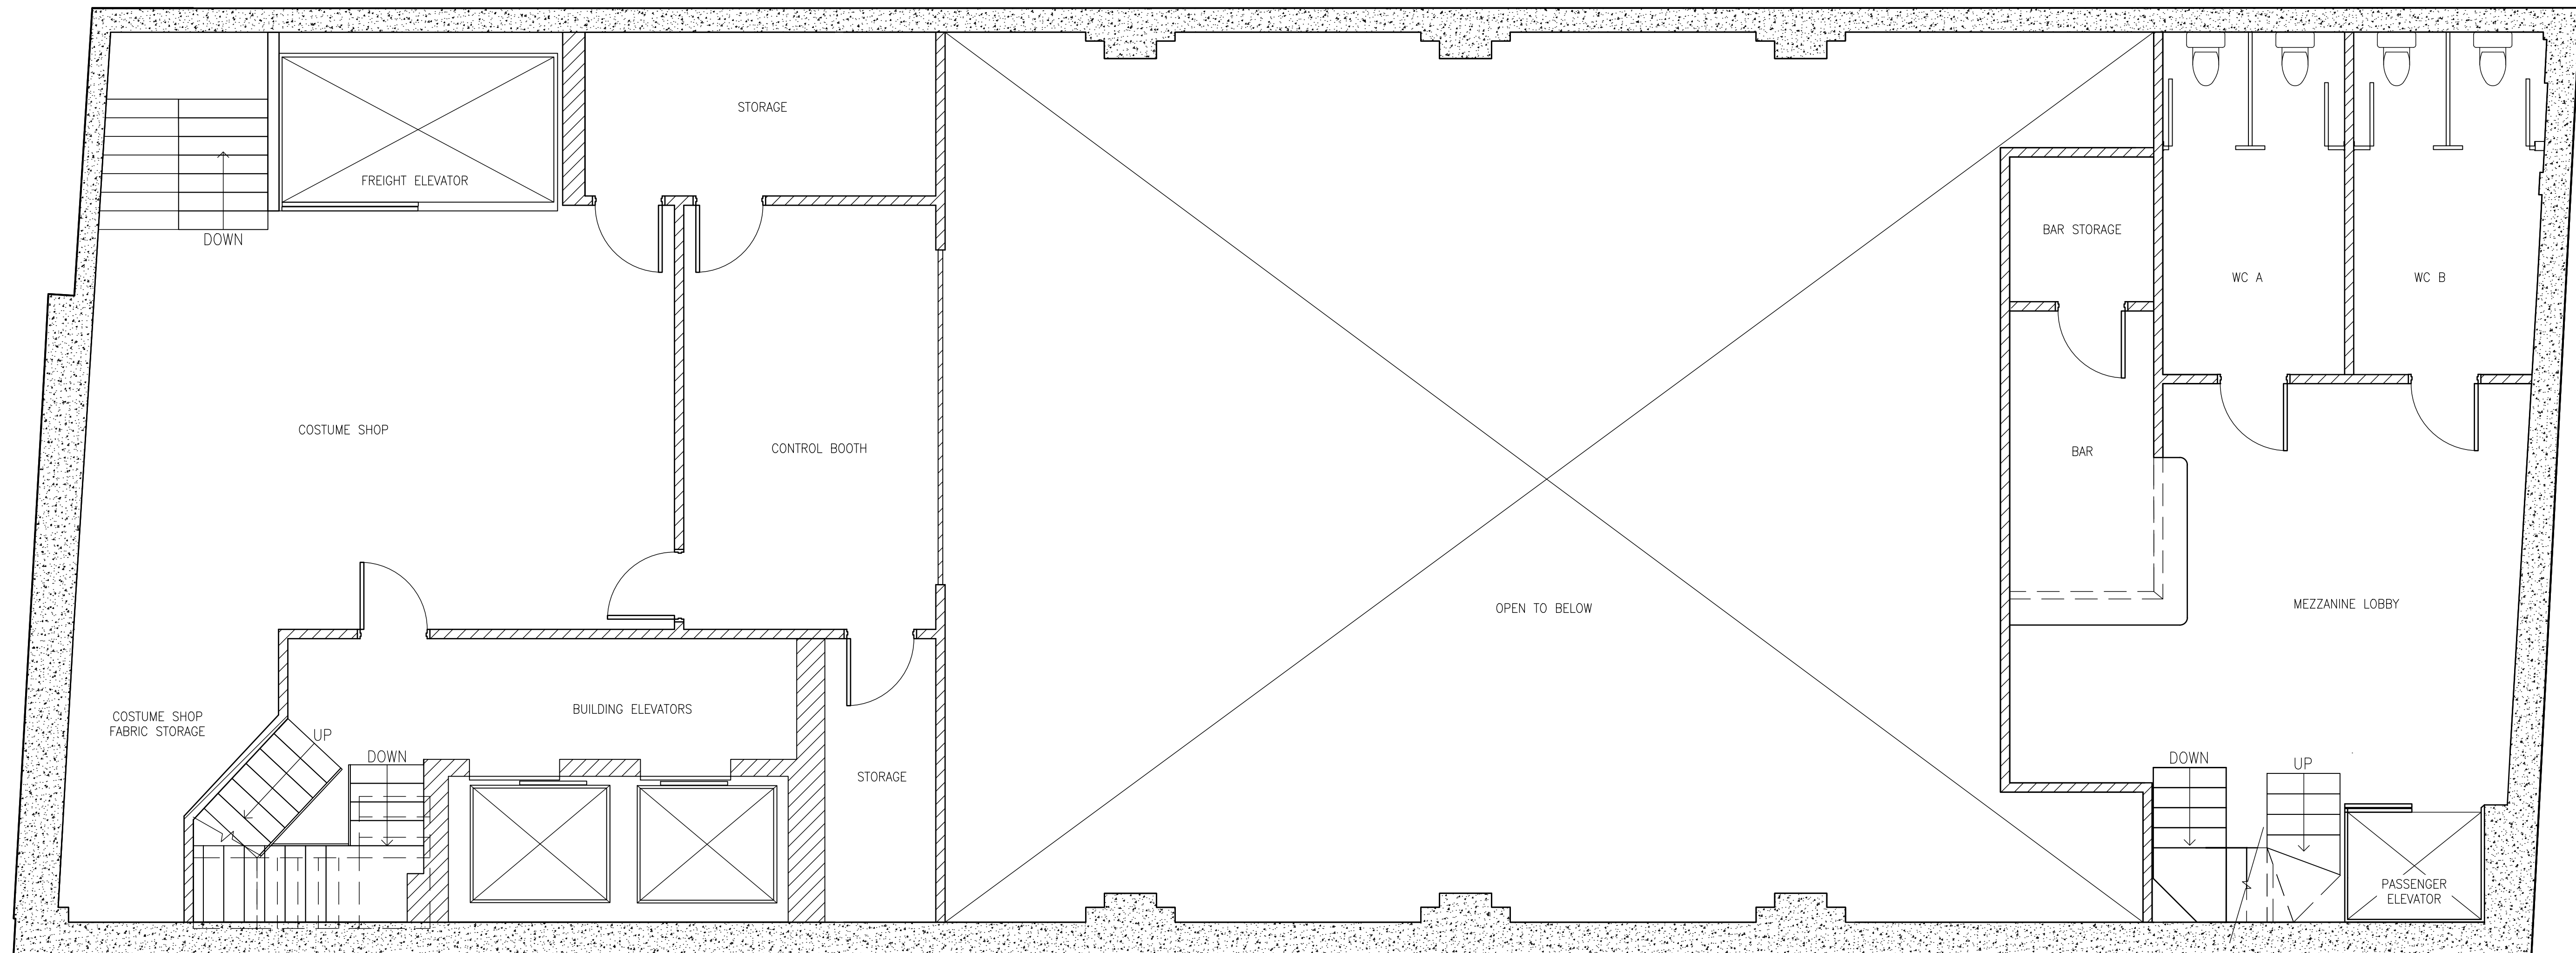 STORAGE
FREIGHT ELEVATOR
DOWN
BAR STORAGE
WC A
WC B
COSTUME SHOP
CONTROL BOOTH
BAR
OPEN TO BELOW
MEZZANINE LOBBY
COSTUME SHOP
FABRIC STORAGE
BUILDING ELEVATORS
UP
DOWN
STORAGE
DOWN
UP
PASSENGER
ELEVATOR